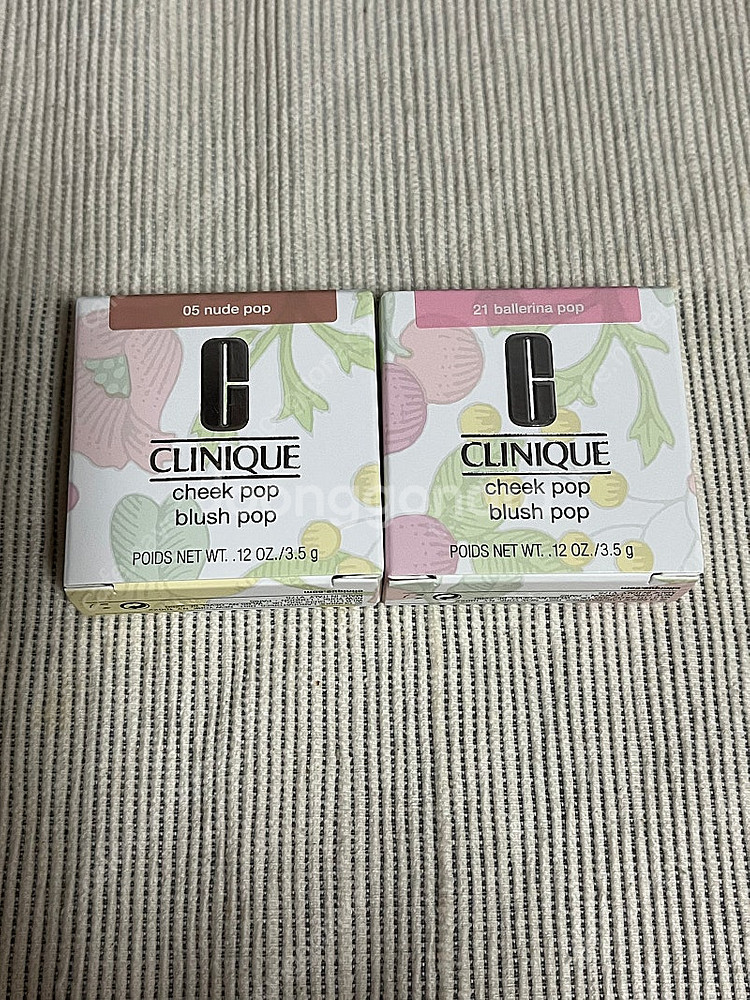 05 nude pop
CLINIQUE
cheek pop
blush pop
POIDS NET WT. .12 OZ./3.5 g
21 ballerina pop
CLINIQUE
cheek pop
blush pop
POIDS NET WT. .12 OZ./3.5 g